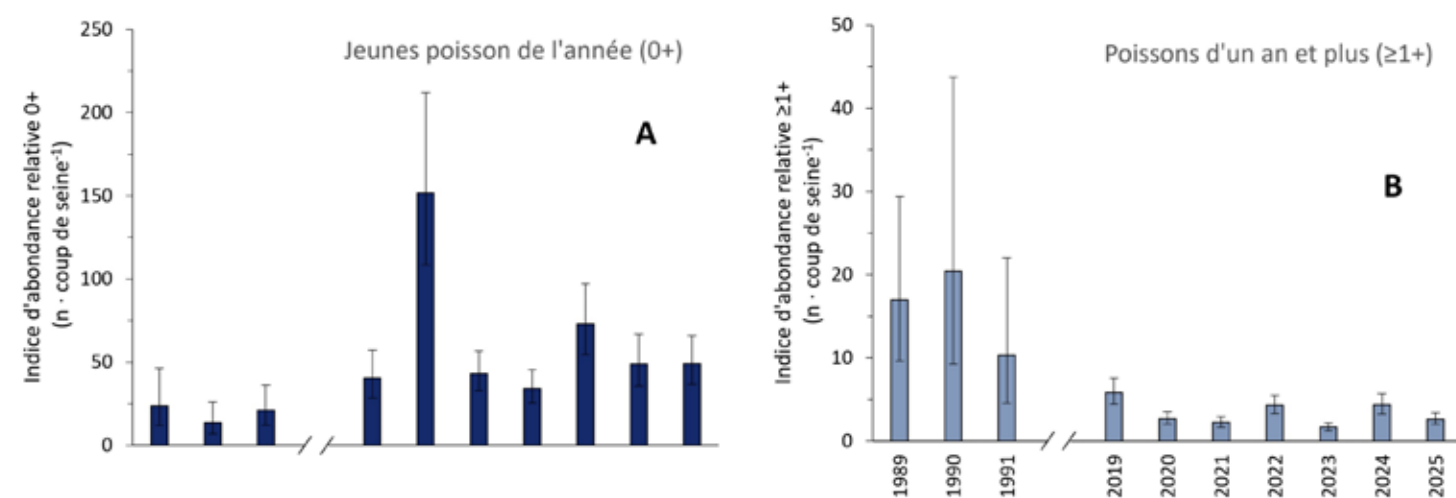 250
200
150
100
50
0
Indice d'abondance relative 0+
(n · coup de seine⁻¹)
Jeunes poisson de l'année (0+)
A
50
40
30
20
10
0
Indice d'abondance relative ≥1+
(n · coup de seine⁻¹)
Poissons d'un an et plus (≥1+)
B
1989
1990
1991
2019
2020
2021
2022
2023
2024
2025